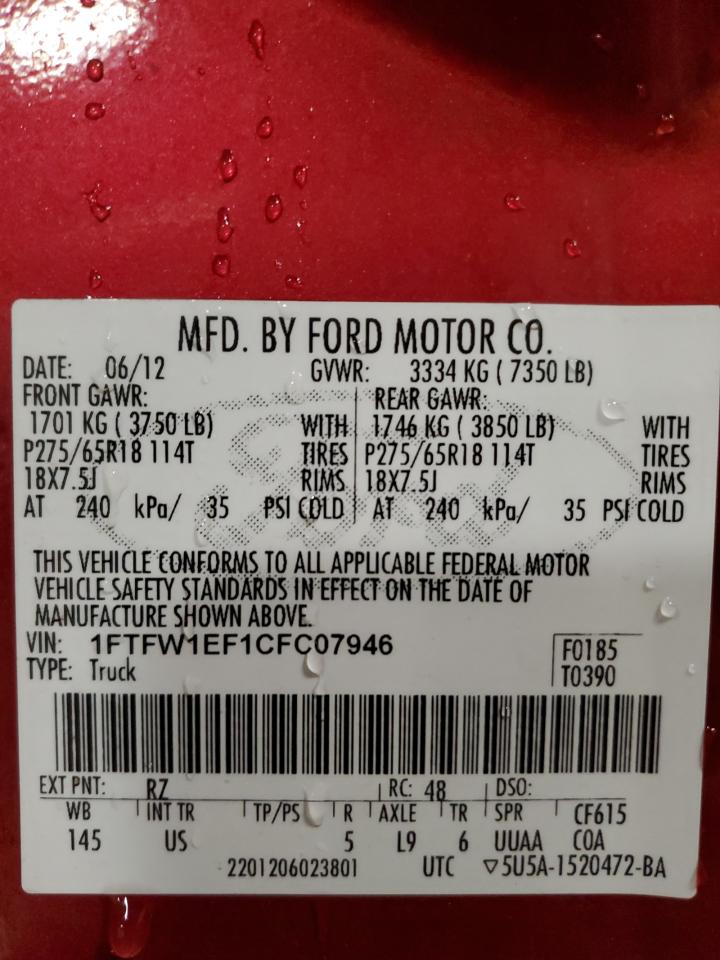 MFD. BY FORD MOTOR CO.
DATE: 06/12 GVWR: 3334 KG ( 7350 LB)
FRONT GAWR: REAR GAWR:
1701 KG ( 3750 LB) WITH 1746 KG ( 3850 LB) WITH
P275/65R18 114T TIRES P275/65R18 114T TIRES
18X7.5J RIMS 18X7.5J RIMS
AT 240 kPa/ 35 PSI COLD AT 240 kPa/ 35 PSI COLD
THIS VEHICLE CONFORMS TO ALL APPLICABLE FEDERAL MOTOR
VEHICLE SAFETY STANDARDS IN EFFECT ON THE DATE OF
MANUFACTURE SHOWN ABOVE.
VIN: 1FTFW1EF1CFC07946 F0185
TYPE: Truck T0390
EXT PNT: RZ RC: 48 DSO:
WB INT TR TP/PS R AXLE TR SPR CF615
145 US 5 L9 6 UUAA COA
2201206023801 UTC ▽5U5A-1520472-BA